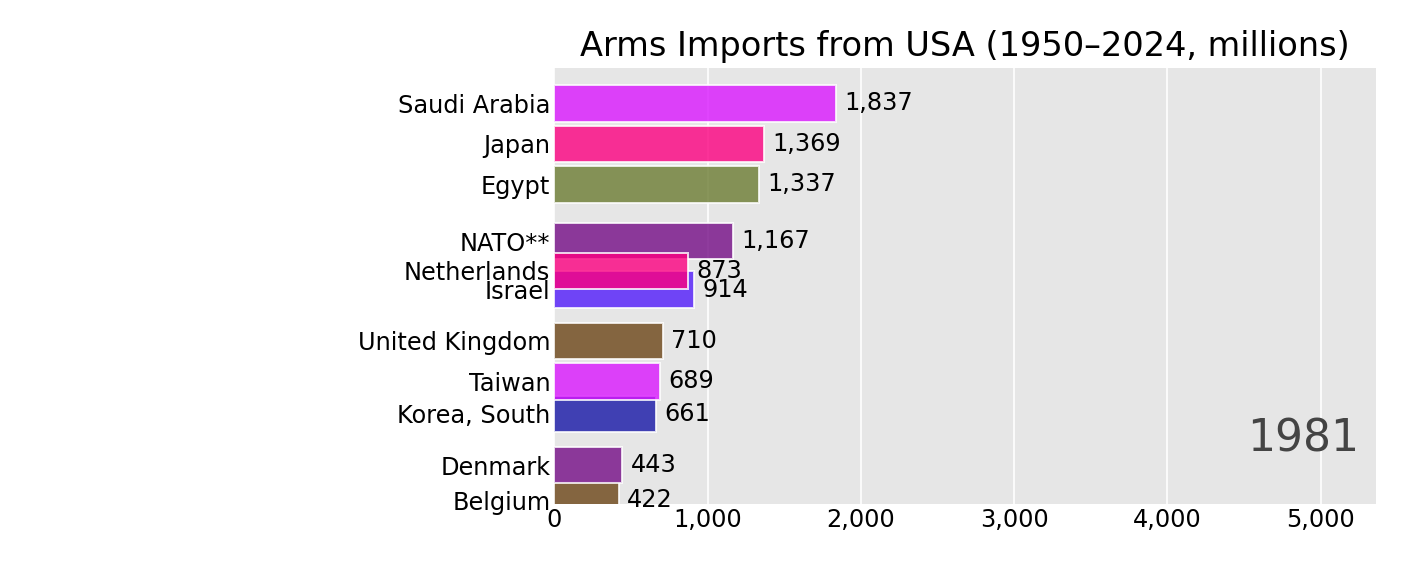 Arms Imports from USA (1950–2024, millions)
Saudi Arabia 1,837
Japan 1,369
Egypt 1,337
NATO** 1,167
Netherlands 873
Israel 914
United Kingdom 710
Taiwan 689
Korea, South 661
1981
Denmark 443
Belgium 422
0 1,000 2,000 3,000 4,000 5,000